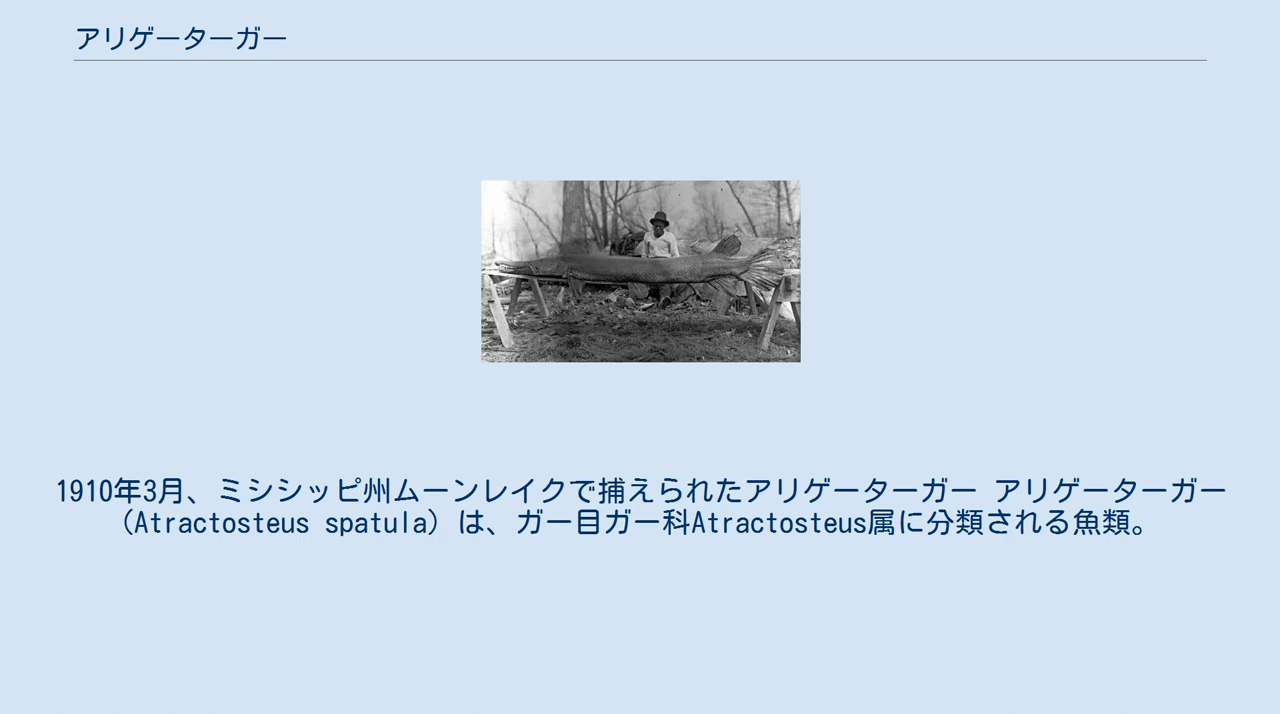 アリゲーターガー
1910年3月、ミシシッピ州ムーンレイクで捕えられたアリゲーターガー アリゲーターガー
（Atractosteus spatula）は、ガー目ガー科Atractosteus属に分類される魚類。